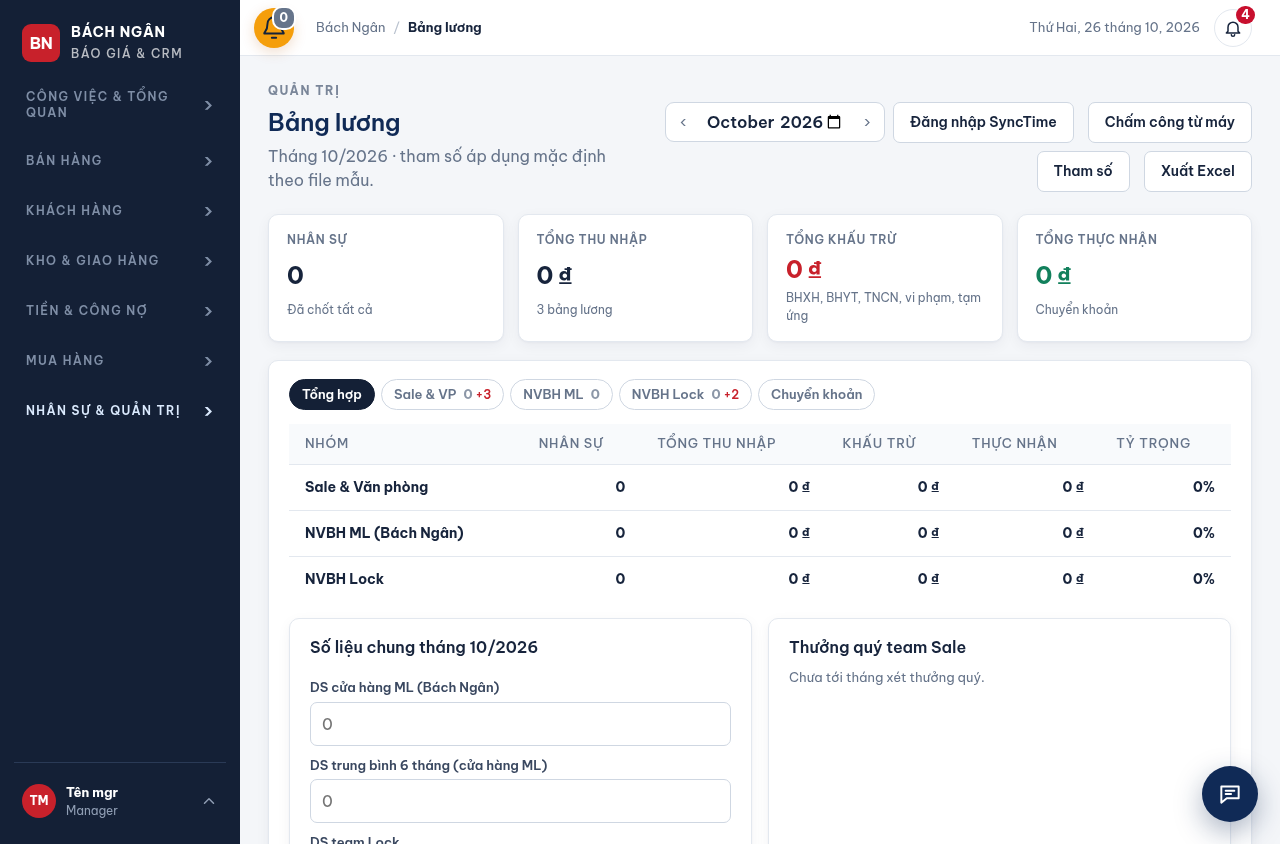 BN
BÁCH NGÂN
BÁO GIÁ & CRM
CÔNG VIỆC & TỔNG
QUAN
BÁN HÀNG
KHÁCH HÀNG
KHO & GIAO HÀNG
TIỀN & CÔNG NỢ
MUA HÀNG
NHÂN SỰ & QUẢN TRỊ
TM
Tên mgr
Manager
0
Bách Ngân / Bảng lương
Thứ Hai, 26 tháng 10, 2026
4
QUẢN TRỊ
Bảng lương
Tháng 10/2026 · tham số áp dụng mặc định
theo file mẫu.
‹ October 2026 ›
Đăng nhập SyncTime
Chấm công từ máy
Tham số
Xuất Excel
NHÂN SỰ
0
Đã chốt tất cả
TỔNG THU NHẬP
0 ₫
3 bảng lương
TỔNG KHẤU TRỪ
0 ₫
BHXH, BHYT, TNCN, vi phạm, tạm
ứng
TỔNG THỰC NHẬN
0 ₫
Chuyển khoản
Tổng hợp
Sale & VP 0 +3
NVBH ML 0
NVBH Lock 0 +2
Chuyển khoản
NHÓM NHÂN SỰ TỔNG THU NHẬP KHẤU TRỪ THỰC NHẬN TỶ TRỌNG
Sale & Văn phòng 0 0 ₫ 0 ₫ 0 ₫ 0%
NVBH ML (Bách Ngân) 0 0 ₫ 0 ₫ 0 ₫ 0%
NVBH Lock 0 0 ₫ 0 ₫ 0 ₫ 0%
Số liệu chung tháng 10/2026
DS cửa hàng ML (Bách Ngân)
0
DS trung bình 6 tháng (cửa hàng ML)
0
DS team Lock
Thưởng quý team Sale
Chưa tới tháng xét thưởng quý.